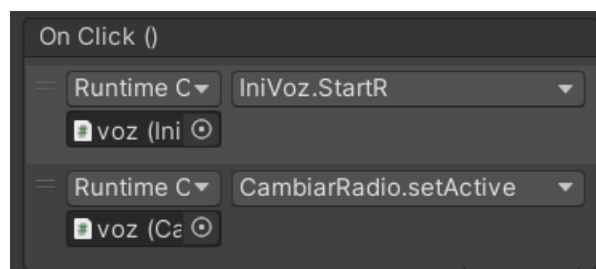 On Click ()
Runtime C IniVoz.StartR
voz (Ini
Runtime C CambiarRadio.setActive
voz (Ca